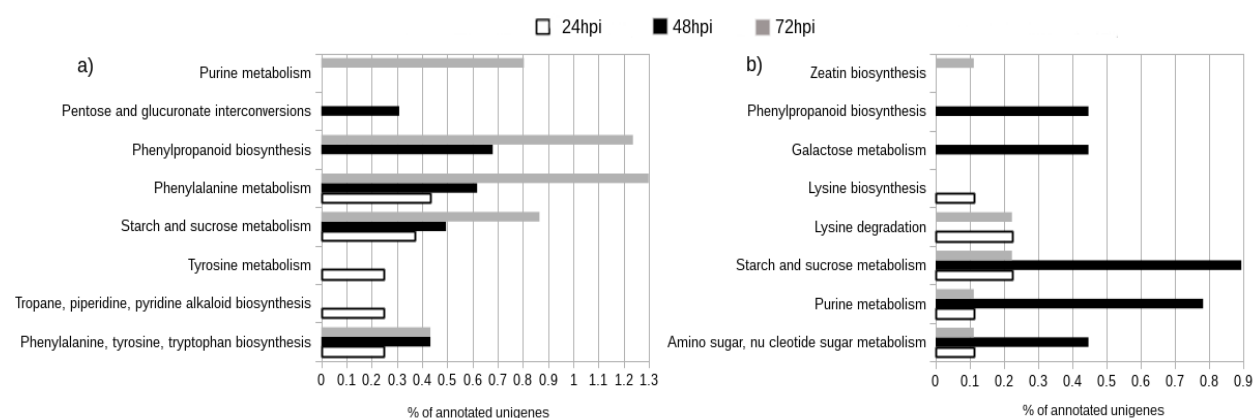 24hpi 48hpi 72hpi
a)
Purine metabolism
Pentose and glucuronate interconversions
Phenylpropanoid biosynthesis
Phenylalanine metabolism
Starch and sucrose metabolism
Tyrosine metabolism
Tropane, piperidine, pyridine alkaloid biosynthesis
Phenylalanine, tyrosine, tryptophan biosynthesis
0 0.1 0.2 0.3 0.4 0.5 0.6 0.7 0.8 0.9 1 1.1 1.2 1.3
% of annotated unigenes
b)
Zeatin biosynthesis
Phenylpropanoid biosynthesis
Galactose metabolism
Lysine biosynthesis
Lysine degradation
Starch and sucrose metabolism
Purine metabolism
Amino sugar, nu cleotide sugar metabolism
0 0.1 0.2 0.3 0.4 0.5 0.6 0.7 0.8 0.9
% of annotated unigenes